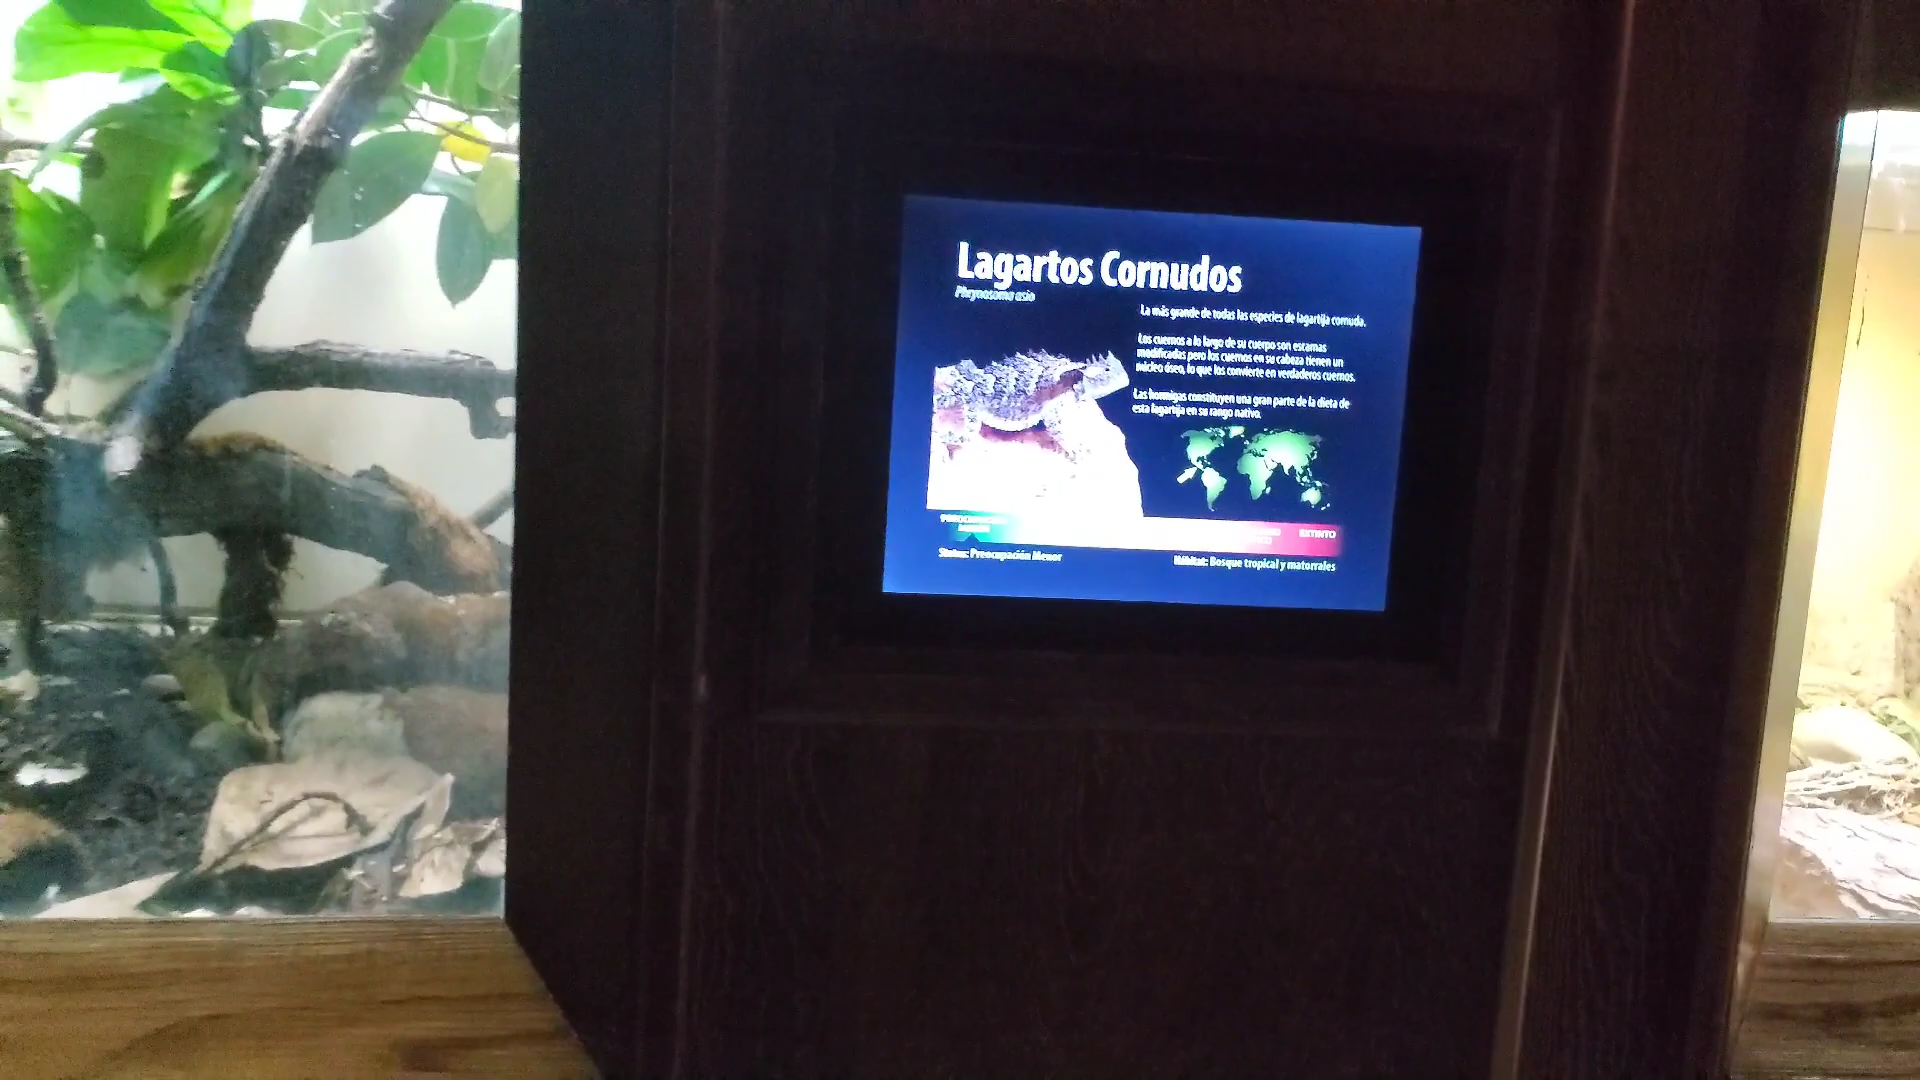 Lagartos Cornudos
Phrynosoma asio
La más grande de todas las especies de lagartija cornuda.
Los cuernos a lo largo de su cuerpo son escamas
modificadas pero los cuernos en su cabeza tienen un
núcleo óseo, lo que los convierte en verdaderos cuernos.
Las hormigas constituyen una gran parte de la dieta de
esta lagartija en su rango nativo.
EXTINTO
Status: Preocupación Menor
Hábitat: Bosque tropical y matorrales